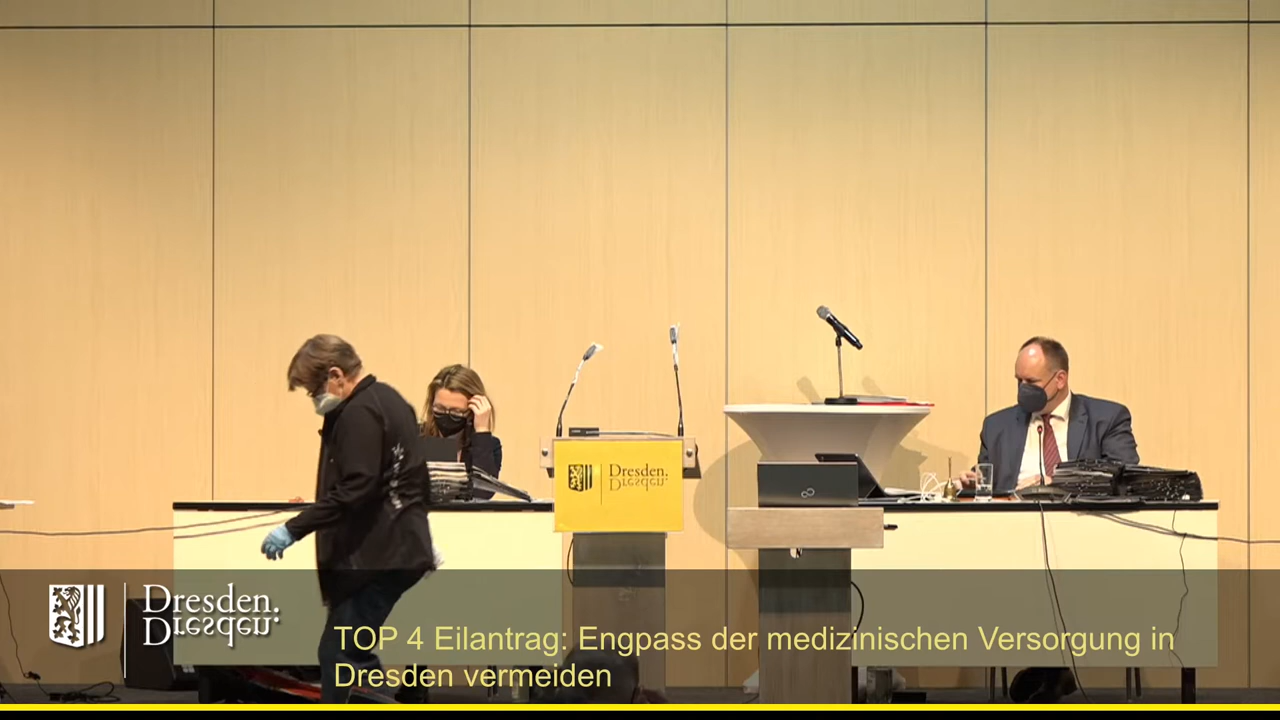 Dresden.
Dresden.
Dresden.
Dresden.
TOP 4 Eilantrag: Engpass der medizinischen Versorgung in
Dresden vermeiden